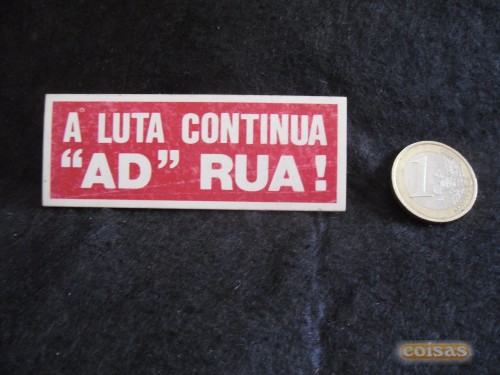 A LUTA CONTINUA
“AD” RUA!
1
coisas